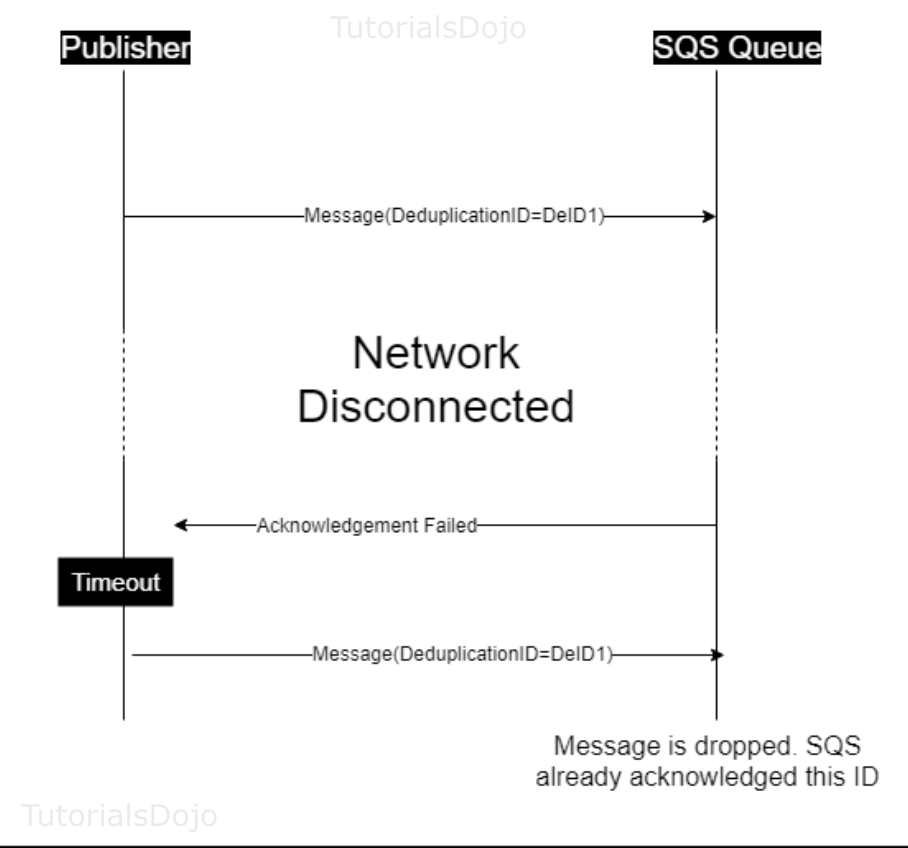 TutorialsDojo
Publisher
SQS Queue
Message(DeduplicationID=DeID1)
Network
Disconnected
Acknowledgement Failed
Timeout
Message(DeduplicationID=DeID1)
Message is dropped. SQS
already acknowledged this ID
TutorialsDojo